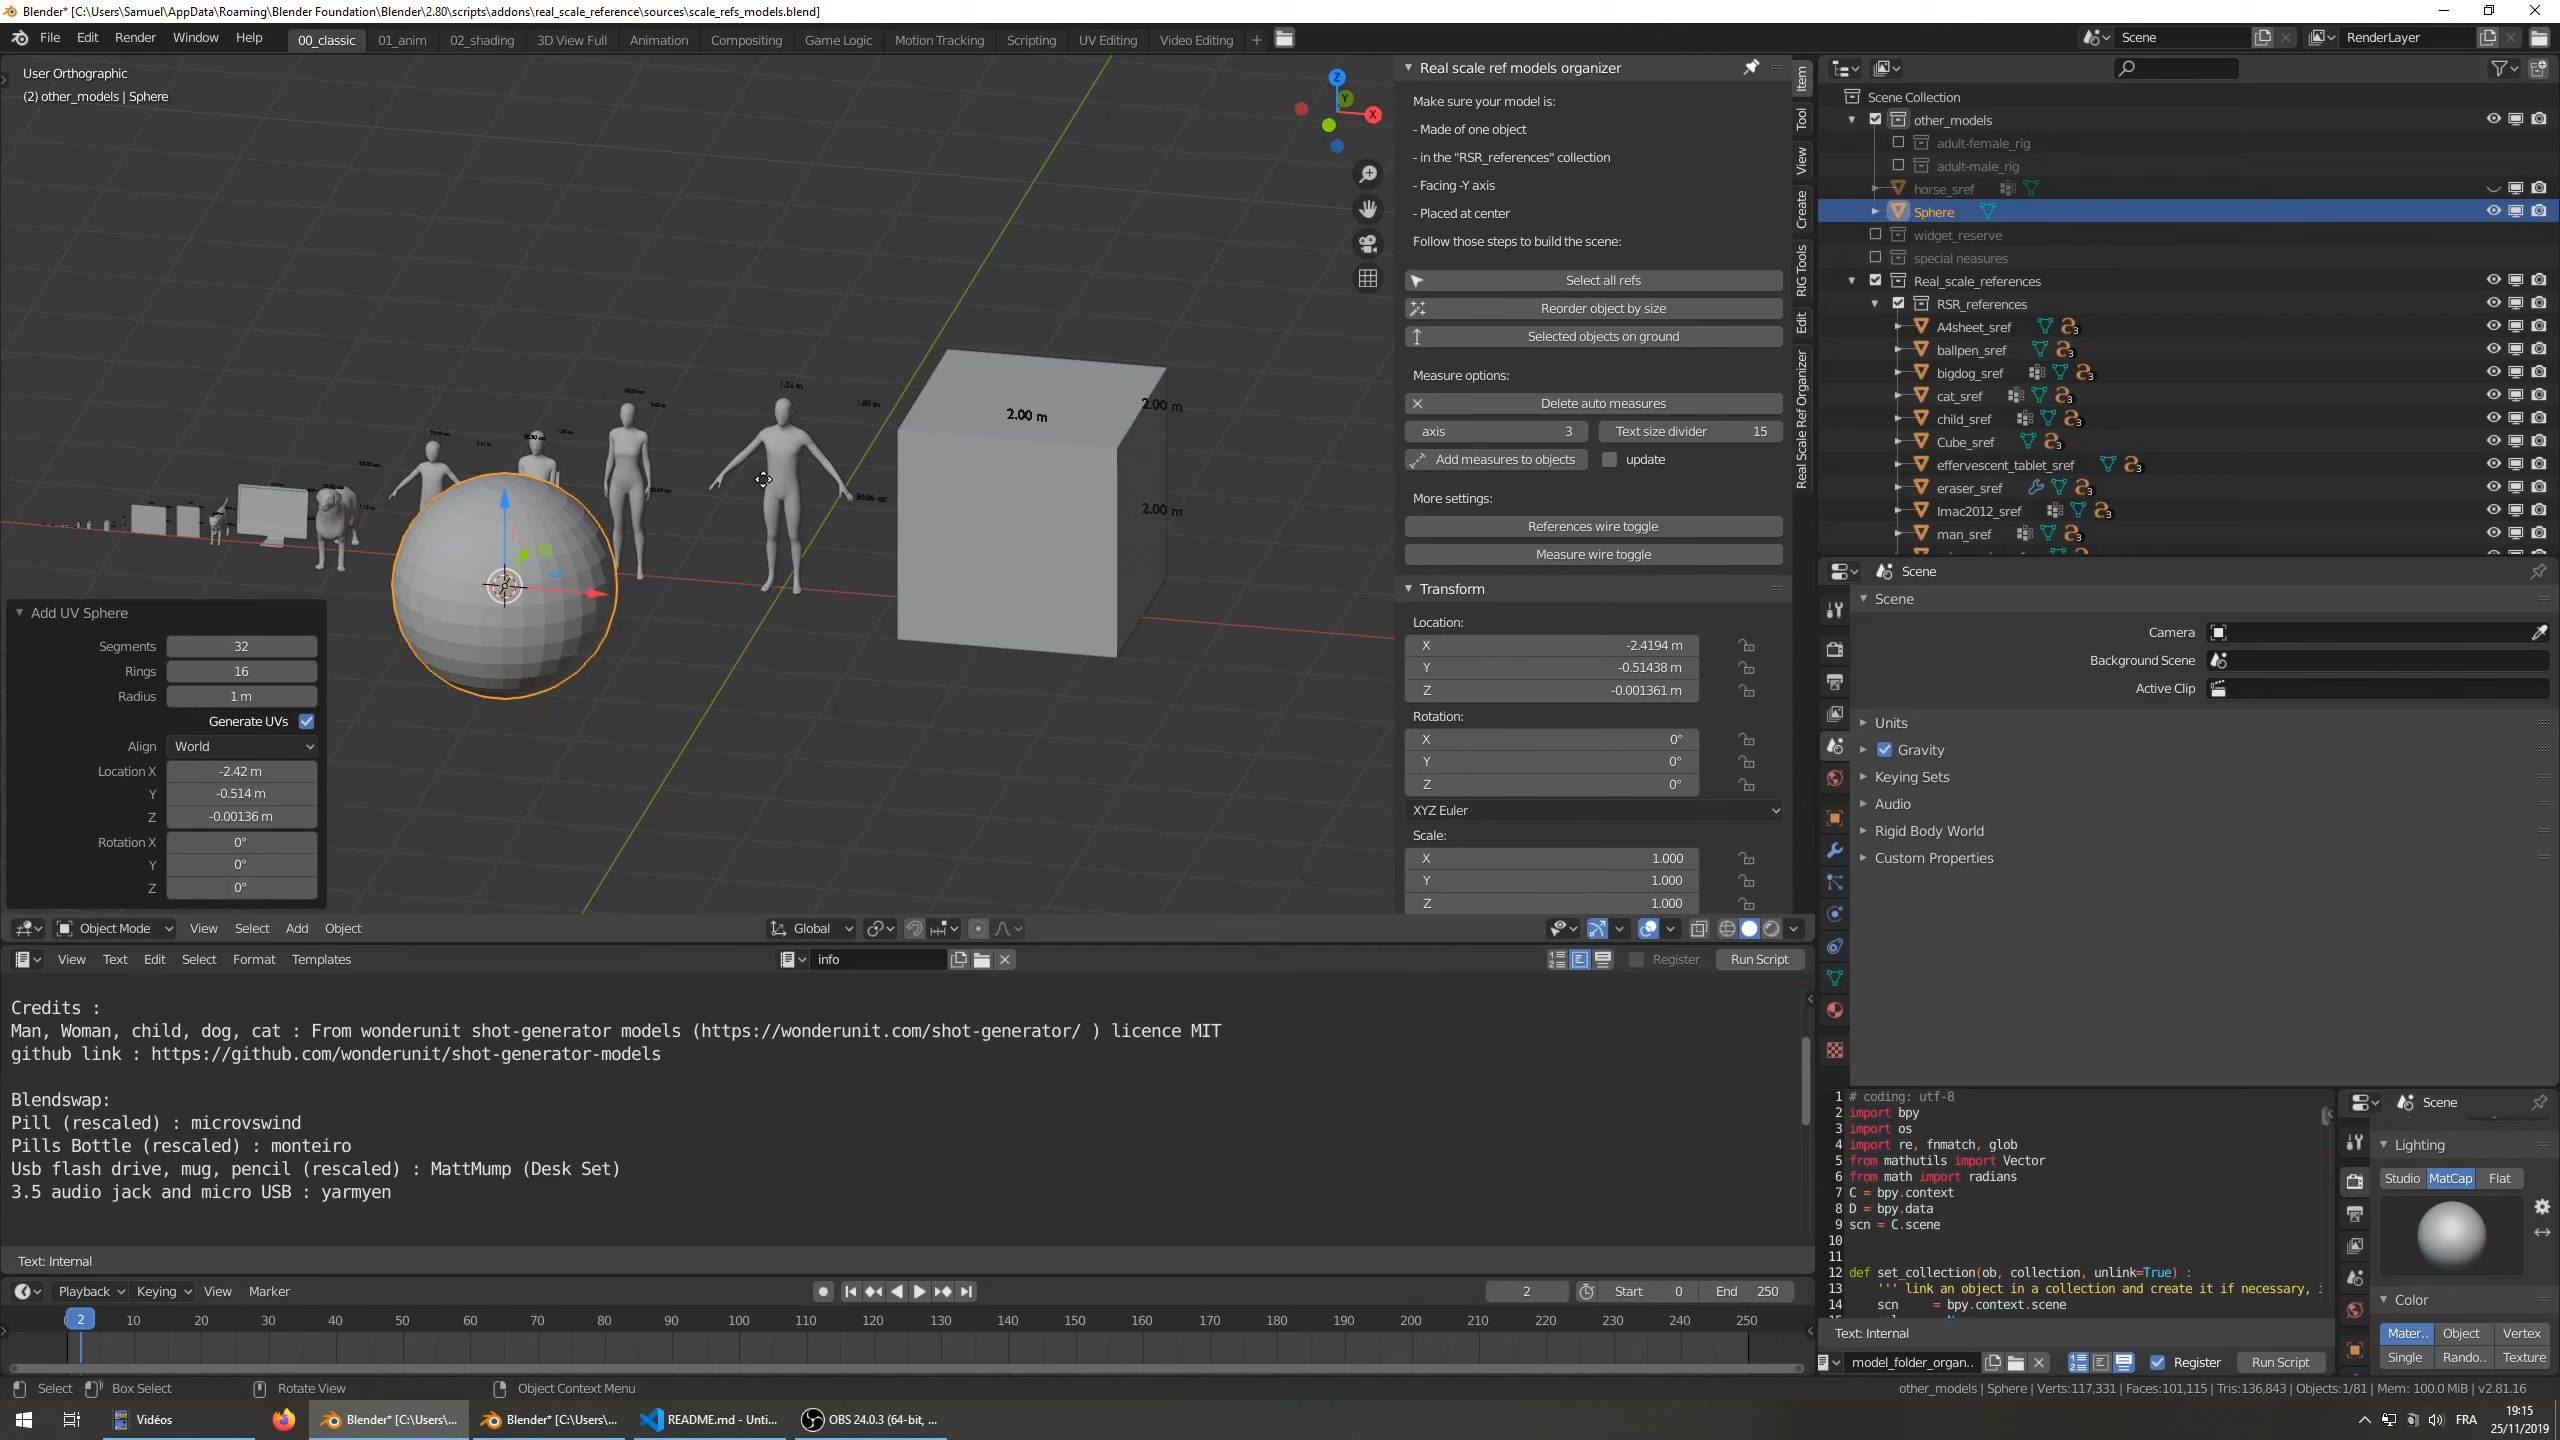 Blender* [C:\Users\Samuel\AppData\Roaming\Blender Foundation\Blender\2.80\scripts\addons\real_scale_reference\sources\scale_refs_models.blend]
File Edit Render Window Help 00_classic 01_anim 02_shading 3D View Full Animation Compositing Game Logic Motion Tracking Scripting UV Editing Video Editing + Scene RenderLayer
User Orthographic
(2) other_models | Sphere
Z
Y
X
2.00 m
2.00 m
2.00 m
Add UV Sphere
Segments 32
Rings 16
Radius 1 m
Generate UVs
Align World
Location X -2.42 m
Y -0.514 m
Z -0.00136 m
Rotation X 0°
Y 0°
Z 0°
Real scale ref models organizer
Make sure your model is:
- Made of one object
- in the "RSR_references" collection
- Facing -Y axis
- Placed at center
Follow those steps to build the scene:
Select all refs
Reorder object by size
Selected objects on ground
Measure options:
Delete auto measures
axis 3 Text size divider 15
Add measures to objects update
More settings:
References wire toggle
Measure wire toggle
Transform
Location:
X -2.4194 m
Y -0.51438 m
Z -0.001361 m
Rotation:
X 0°
Y 0°
Z 0°
XYZ Euler
Scale:
X 1.000
Y 1.000
Z 1.000
Item
Tool
View
Create
RIG Tools
Edit
Real Scale Ref Organizer
Scene Collection
other_models
adult-female_rig
adult-male_rig
horse_sref
Sphere
widget_reserve
special neasures
Real_scale_references
RSR_references
A4sheet_sref 3
ballpen_sref 3
bigdog_sref 3
cat_sref 3
child_sref 3
Cube_sref 3
effervescent_tablet_sref 3
eraser_sref 3
Imac2012_sref 3
man_sref 3
Scene
Scene
Camera
Background Scene
Active Clip
Units
Gravity
Keying Sets
Audio
Rigid Body World
Custom Properties
Object Mode View Select Add Object Global
View Text Edit Select Format Templates info Register Run Script
Credits :
Man, Woman, child, dog, cat : From wonderunit shot-generator models (https://wonderunit.com/shot-generator/ ) licence MIT
github link : https://github.com/wonderunit/shot-generator-models
Blendswap:
Pill (rescaled) : microvswind
Pills Bottle (rescaled) : monteiro
Usb flash drive, mug, pencil (rescaled) : MattMump (Desk Set)
3.5 audio jack and micro USB : yarmyen
Text: Internal
1 # coding: utf-8
2 import bpy
3 import os
4 import re, fnmatch, glob
5 from mathutils import Vector
6 from math import radians
7 C = bpy.context
8 D = bpy.data
9 scn = C.scene
10
11
12 def set_collection(ob, collection, unlink=True) :
13 ''' link an object in a collection and create it if necessary, i
14 scn = bpy.context.scene
Text: Internal
model_folder_organ.. Register Run Script
Scene
Lighting
Studio MatCap Flat
Color
Mater.. Object Vertex
Single Rando.. Texture
Playback Keying View Marker 2 Start 0 End 250
2 10 20 30 40 50 60 70 80 90 100 110 120 130 140 150 160 170 180 190 200 210 220 230 240 250
Select Box Select Rotate View Object Context Menu other_models | Sphere | Verts:117,331 | Faces:101,115 | Tris:136,843 | Objects:1/81 | Mem: 100.0 MiB | v2.81.16
Vidéos Blender* [C:\Users\... Blender* [C:\Users\... README.md - Unti... OBS 24.0.3 (64-bit, ... FRA 19:15
25/11/2019